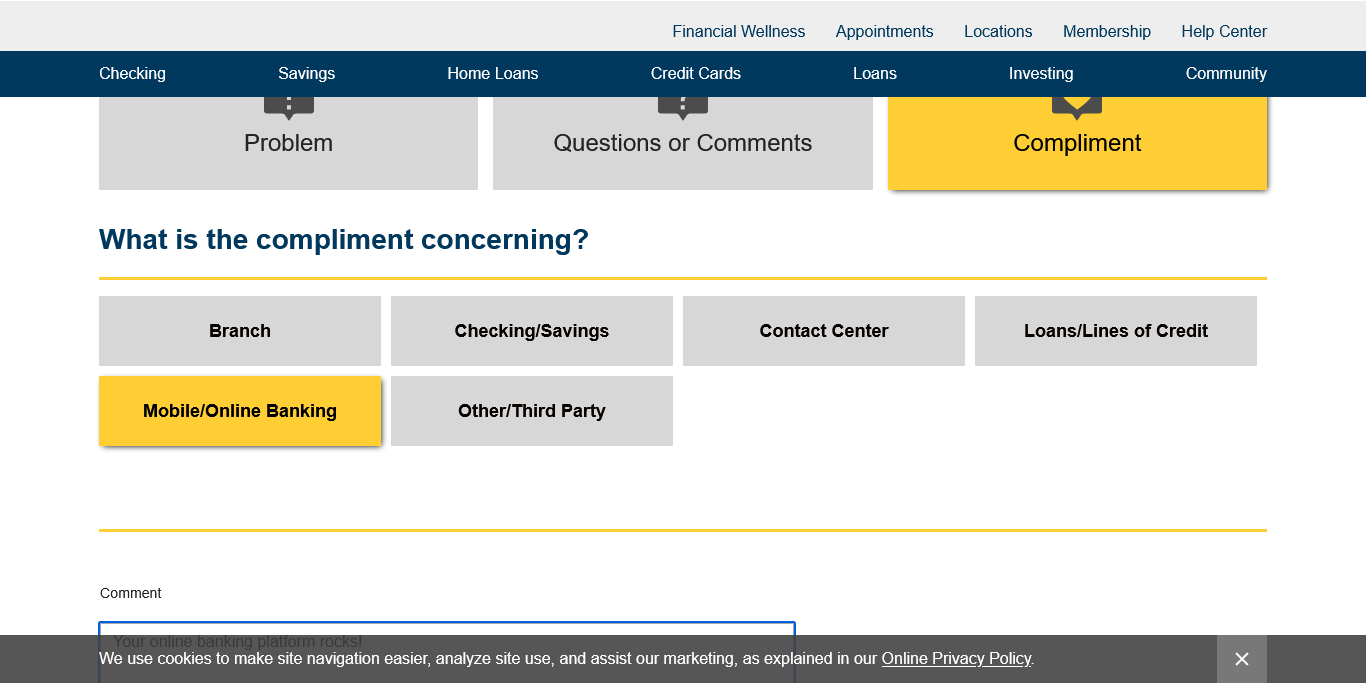 Financial Wellness Appointments Locations Membership Help Center
Checking Savings Home Loans Credit Cards Loans Investing Community
Problem Questions or Comments Compliment
What is the compliment concerning?
Branch Checking/Savings Contact Center Loans/Lines of Credit
Mobile/Online Banking Other/Third Party
Comment
Your online banking platform rocks!
We use cookies to make site navigation easier, analyze site use, and assist our marketing, as explained in our Online Privacy Policy.